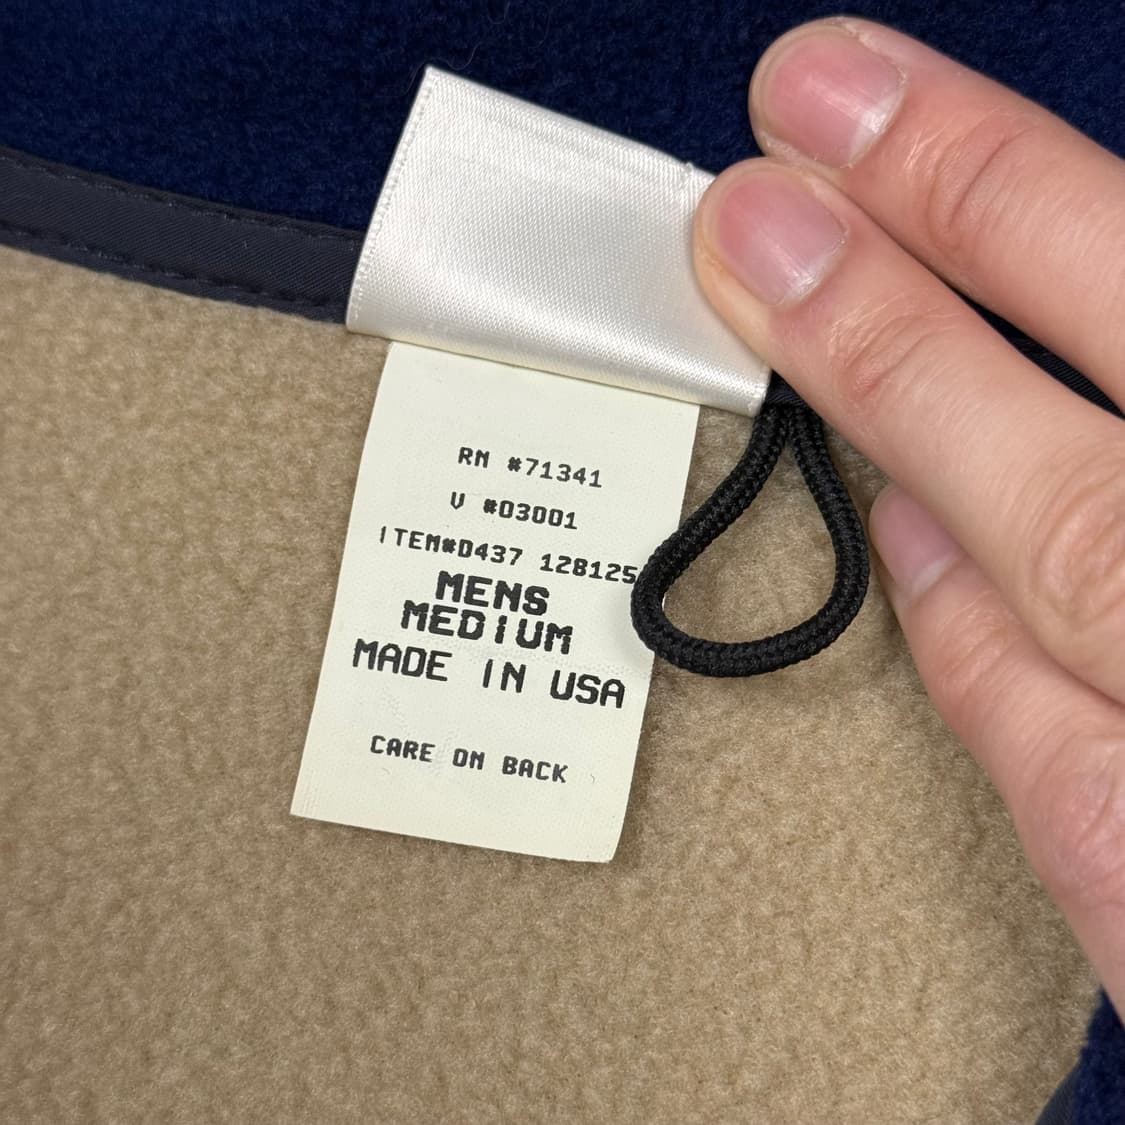 RN #71341
V #03001
ITEM#D437 128125
MENS
MEDIUM
MADE IN USA
CARE ON BACK